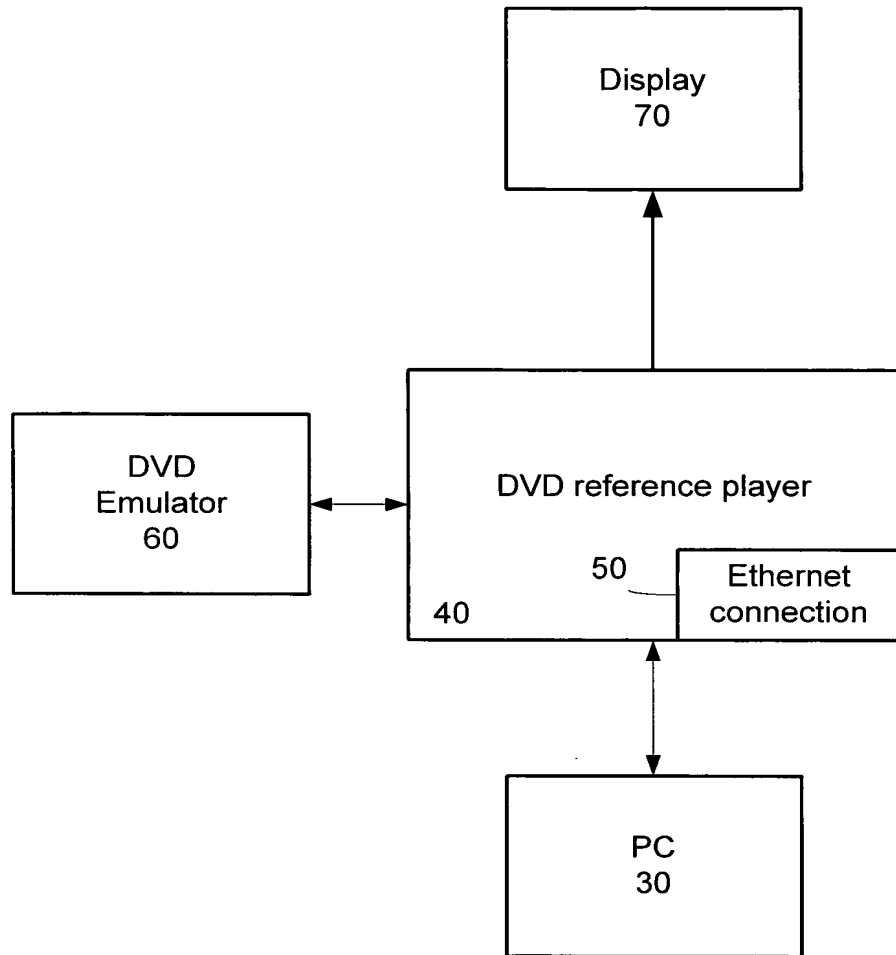 Display
70
DVD
Emulator
60
DVD reference player
50
Ethernet
connection
40
PC
30